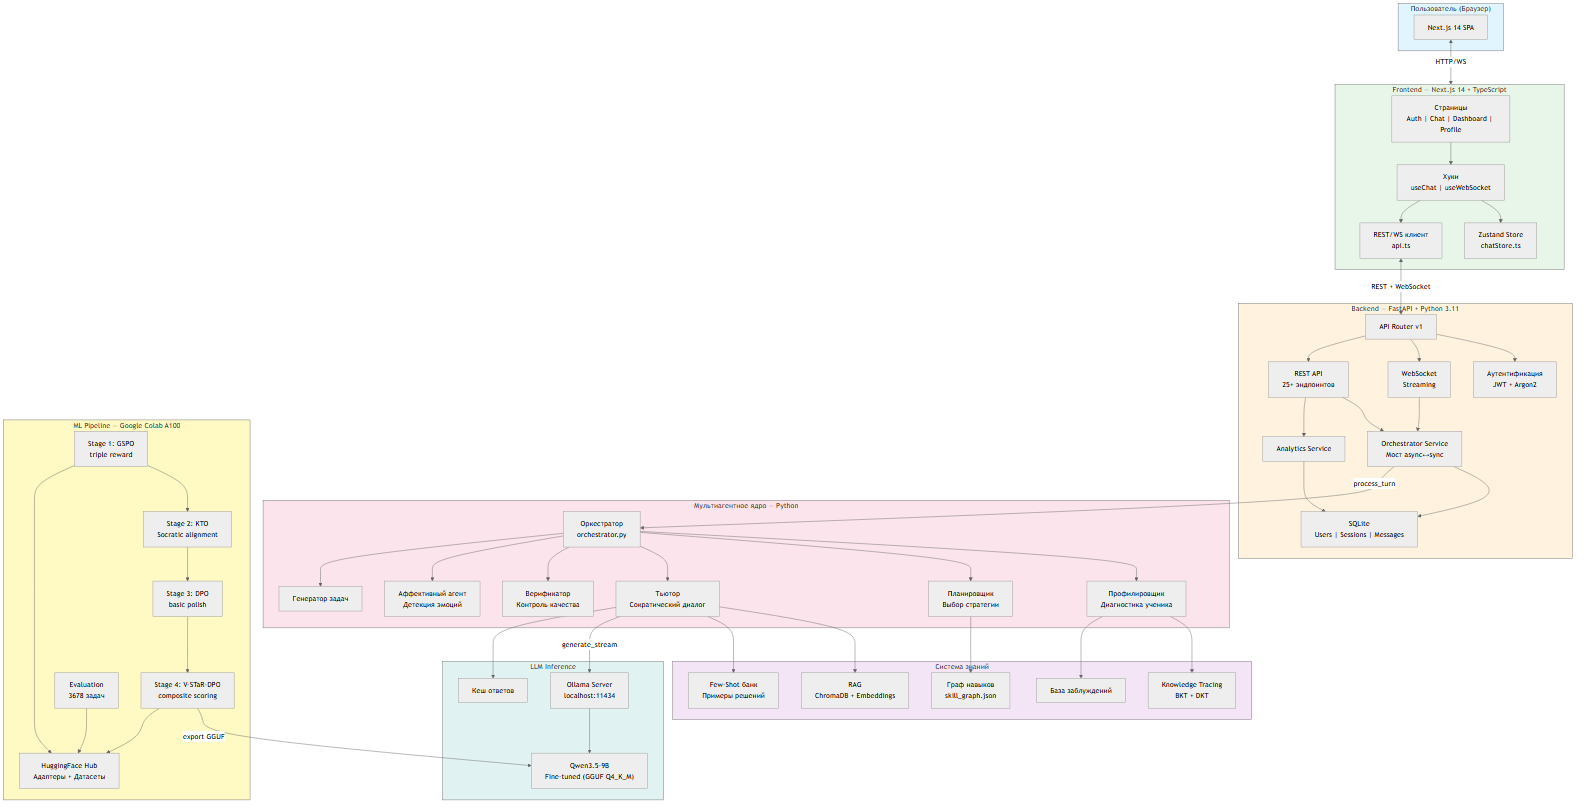 Пользователь (Браузер)
Next.js 14 SPA
HTTP/WS
Frontend — Next.js 14 + TypeScript
Страницы
Auth | Chat | Dashboard |
Profile
Хуки
useChat | useWebSocket
REST/WS клиент
api.ts
Zustand Store
chatStore.ts
REST + WebSocket
Backend — FastAPI + Python 3.11
API Router v1
REST API
25+ эндпоинтов
WebSocket
Streaming
Аутентификация
JWT + Argon2
Analytics Service
Orchestrator Service
Мост async↔sync
process_turn
SQLite
Users | Sessions | Messages
ML Pipeline — Google Colab A100
Stage 1: GSPO
triple reward
Stage 2: KTO
Socratic alignment
Stage 3: DPO
basic polish
Evaluation
3678 задач
Stage 4: V-STaR-DPO
composite scoring
export GGUF
HuggingFace Hub
Адаптеры + Датасеты
Мультиагентное ядро — Python
Оркестратор
orchestrator.py
Генератор задач
Аффективный агент
Детекция эмоций
Верификатор
Контроль качества
Тьютор
Сократический диалог
Планировщик
Выбор стратегии
Профилировщик
Диагностика ученика
generate_stream
LLM Inference
Кеш ответов
Ollama Server
localhost:11434
Qwen3.5-9B
Fine-tuned (GGUF Q4_K_M)
Система знаний
Few-Shot банк
Примеры решений
RAG
ChromaDB + Embeddings
Граф навыков
skill_graph.json
База заблуждений
Knowledge Tracing
BKT + DKT